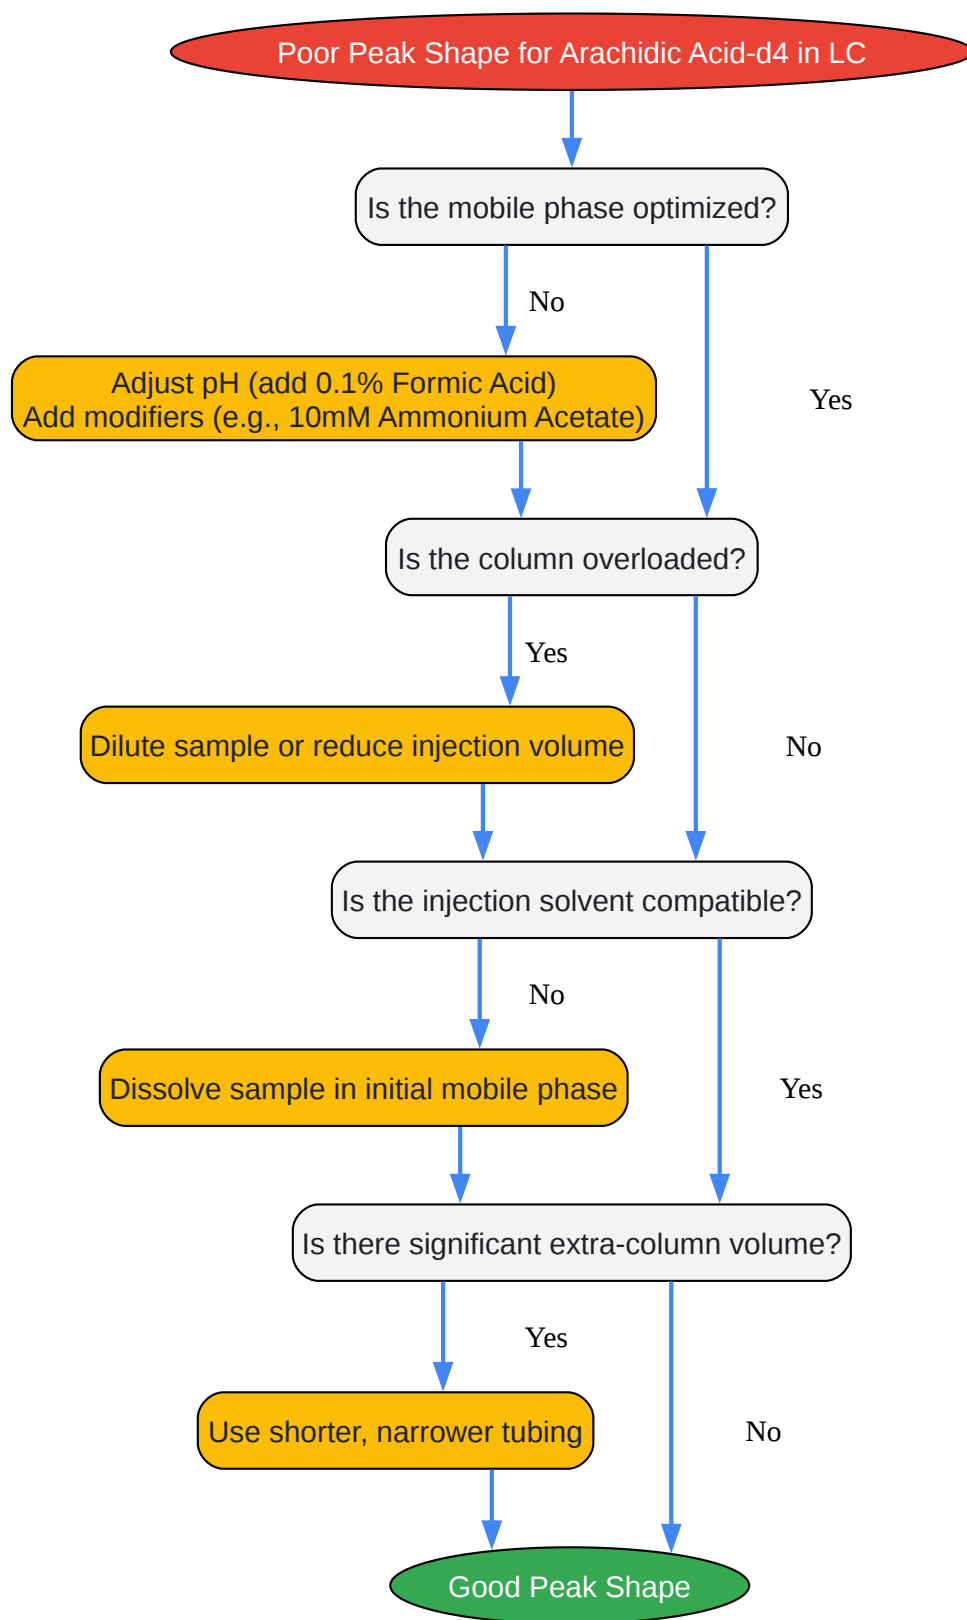 Poor Peak Shape for Arachidic Acid-d4 in LC
Is the mobile phase optimized?
No
Adjust pH (add 0.1% Formic Acid)
Add modifiers (e.g., 10mM Ammonium Acetate)
Yes
Is the column overloaded?
Yes
Dilute sample or reduce injection volume
No
Is the injection solvent compatible?
No
Dissolve sample in initial mobile phase
Yes
Is there significant extra-column volume?
Yes
Use shorter, narrower tubing
No
Good Peak Shape